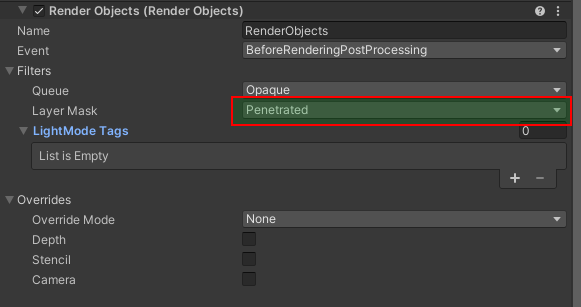 Render Objects (Render Objects)
Name RenderObjects
Event BeforeRenderingPostProcessing
Filters
Queue Opaque
Layer Mask Penetrated
LightMode Tags 0
List is Empty
+ −
Overrides
Override Mode None
Depth
Stencil
Camera